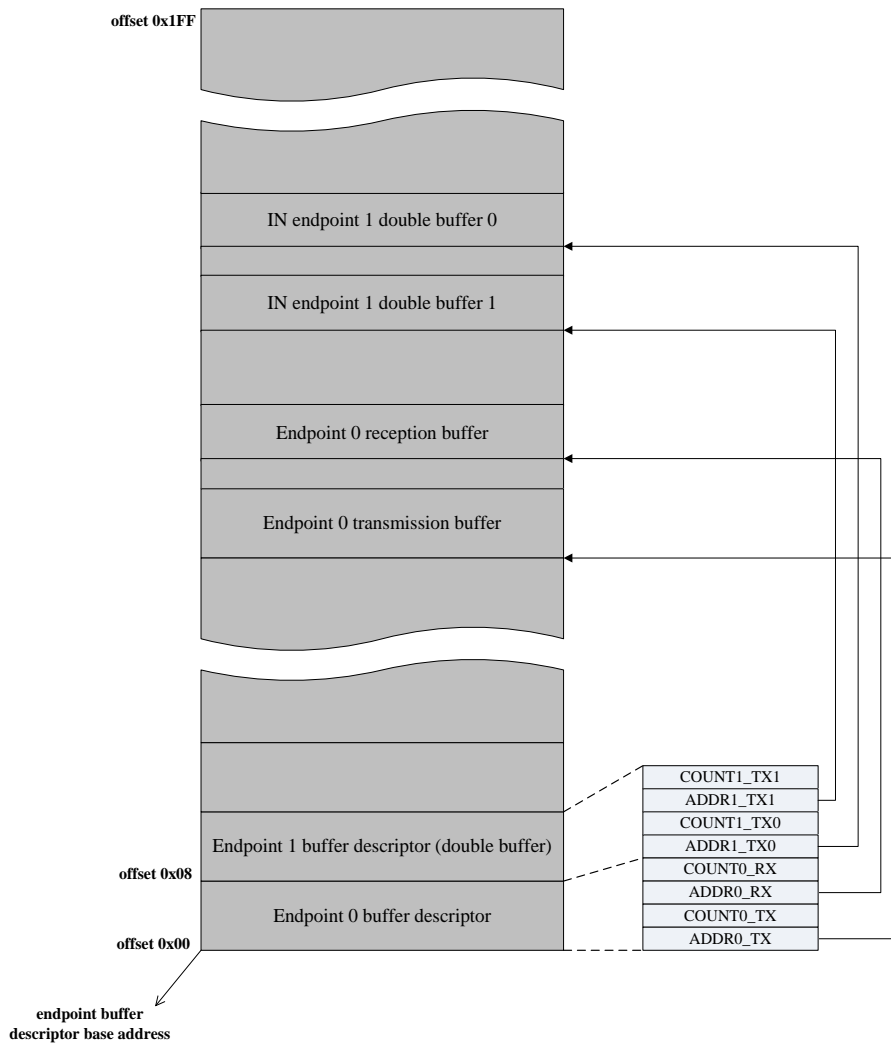 offset 0x1FF
IN endpoint 1 double buffer 0
IN endpoint 1 double buffer 1
Endpoint 0 reception buffer
Endpoint 0 transmission buffer
COUNT1_TX1
ADDR1_TX1
COUNT1_TX0
Endpoint 1 buffer descriptor (double buffer)
ADDR1_TX0
COUNT0_RX
offset 0x08
ADDR0_RX
Endpoint 0 buffer descriptor
COUNT0_TX
ADDR0_TX
offset 0x00
endpoint buffer
descriptor base address